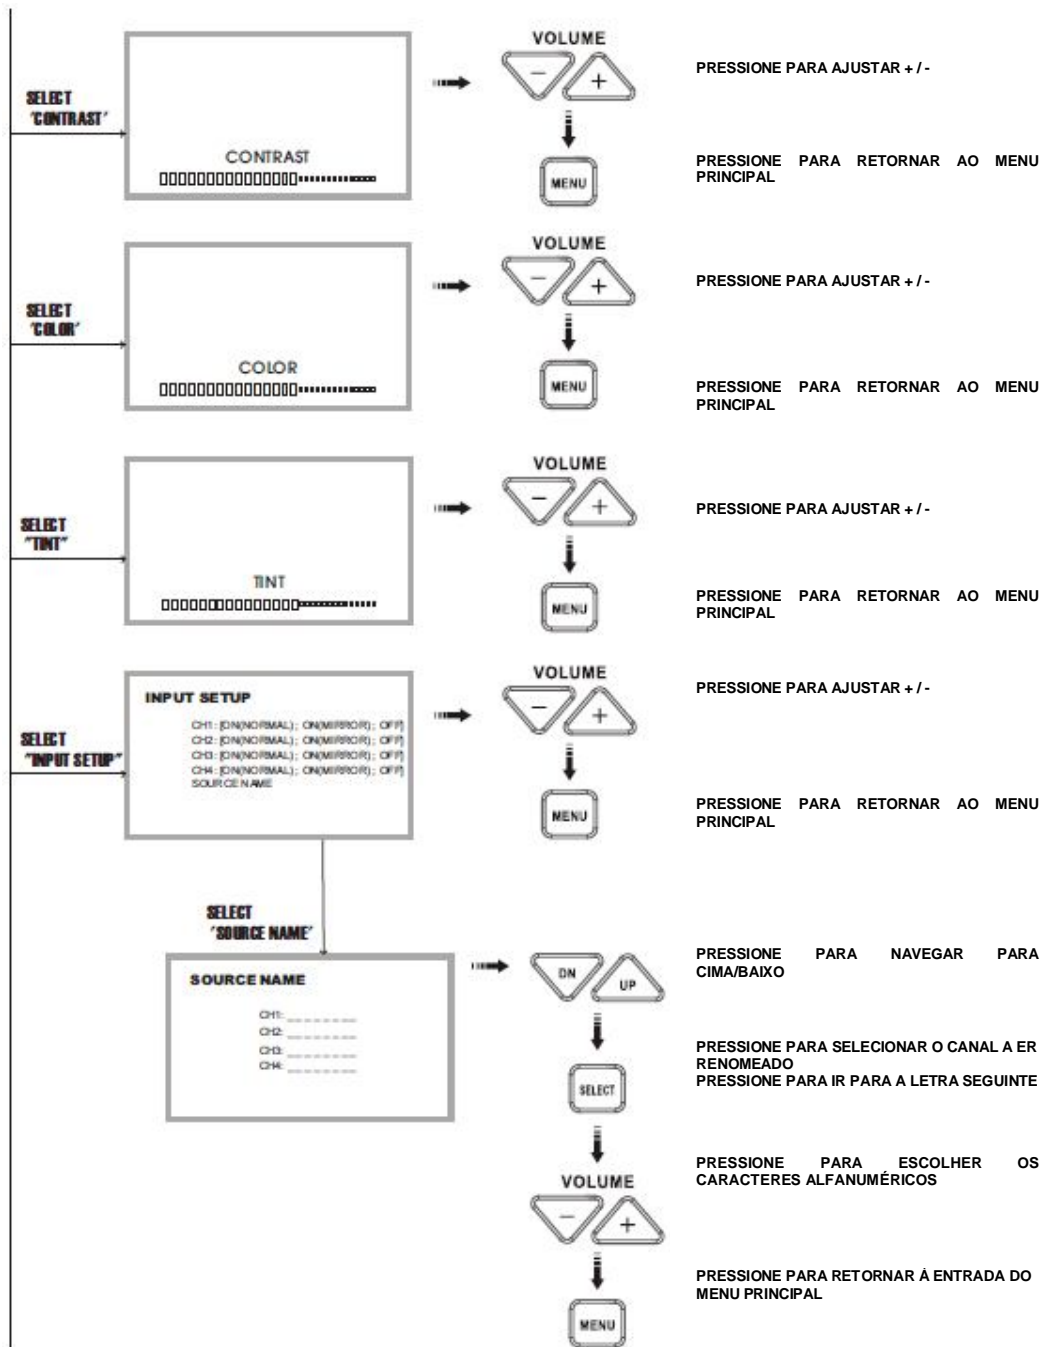 VOLUME
- +
PRESSIONE PARA AJUSTAR + / -
SELECT
'CONTRAST'
CONTRAST
MENU
PRESSIONE PARA RETORNAR AO MENU
PRINCIPAL
VOLUME
- +
PRESSIONE PARA AJUSTAR + / -
SELECT
'COLOR'
COLOR
MENU
PRESSIONE PARA RETORNAR AO MENU
PRINCIPAL
VOLUME
- +
PRESSIONE PARA AJUSTAR + / -
SELECT
"TINT"
TINT
MENU
PRESSIONE PARA RETORNAR AO MENU
PRINCIPAL
VOLUME
- +
PRESSIONE PARA AJUSTAR + / -
SELECT
"INPUT SETUP"
INPUT SETUP
CH1: [ON(NORMAL); ON(MIRROR); OFF]
CH2: [ON(NORMAL); ON(MIRROR); OFF]
CH3: [ON(NORMAL); ON(MIRROR); OFF]
CH4: [ON(NORMAL); ON(MIRROR); OFF]
SOURCE NAME
MENU
PRESSIONE PARA RETORNAR AO MENU
PRINCIPAL
SELECT
'SOURCE NAME'
SOURCE NAME
CH1: _ _ _ _ _ _ _ _
CH2: _ _ _ _ _ _ _ _
CH3: _ _ _ _ _ _ _ _
CH4: _ _ _ _ _ _ _ _
DN UP
PRESSIONE PARA NAVEGAR PARA
CIMA/BAIXO
SELECT
PRESSIONE PARA SELECIONAR O CANAL A ER
RENOMEADO
PRESSIONE PARA IR PARA A LETRA SEGUINTE
VOLUME
- +
PRESSIONE PARA ESCOLHER OS
CARACTERES ALFANUMÉRICOS
MENU
PRESSIONE PARA RETORNAR À ENTRADA DO
MENU PRINCIPAL